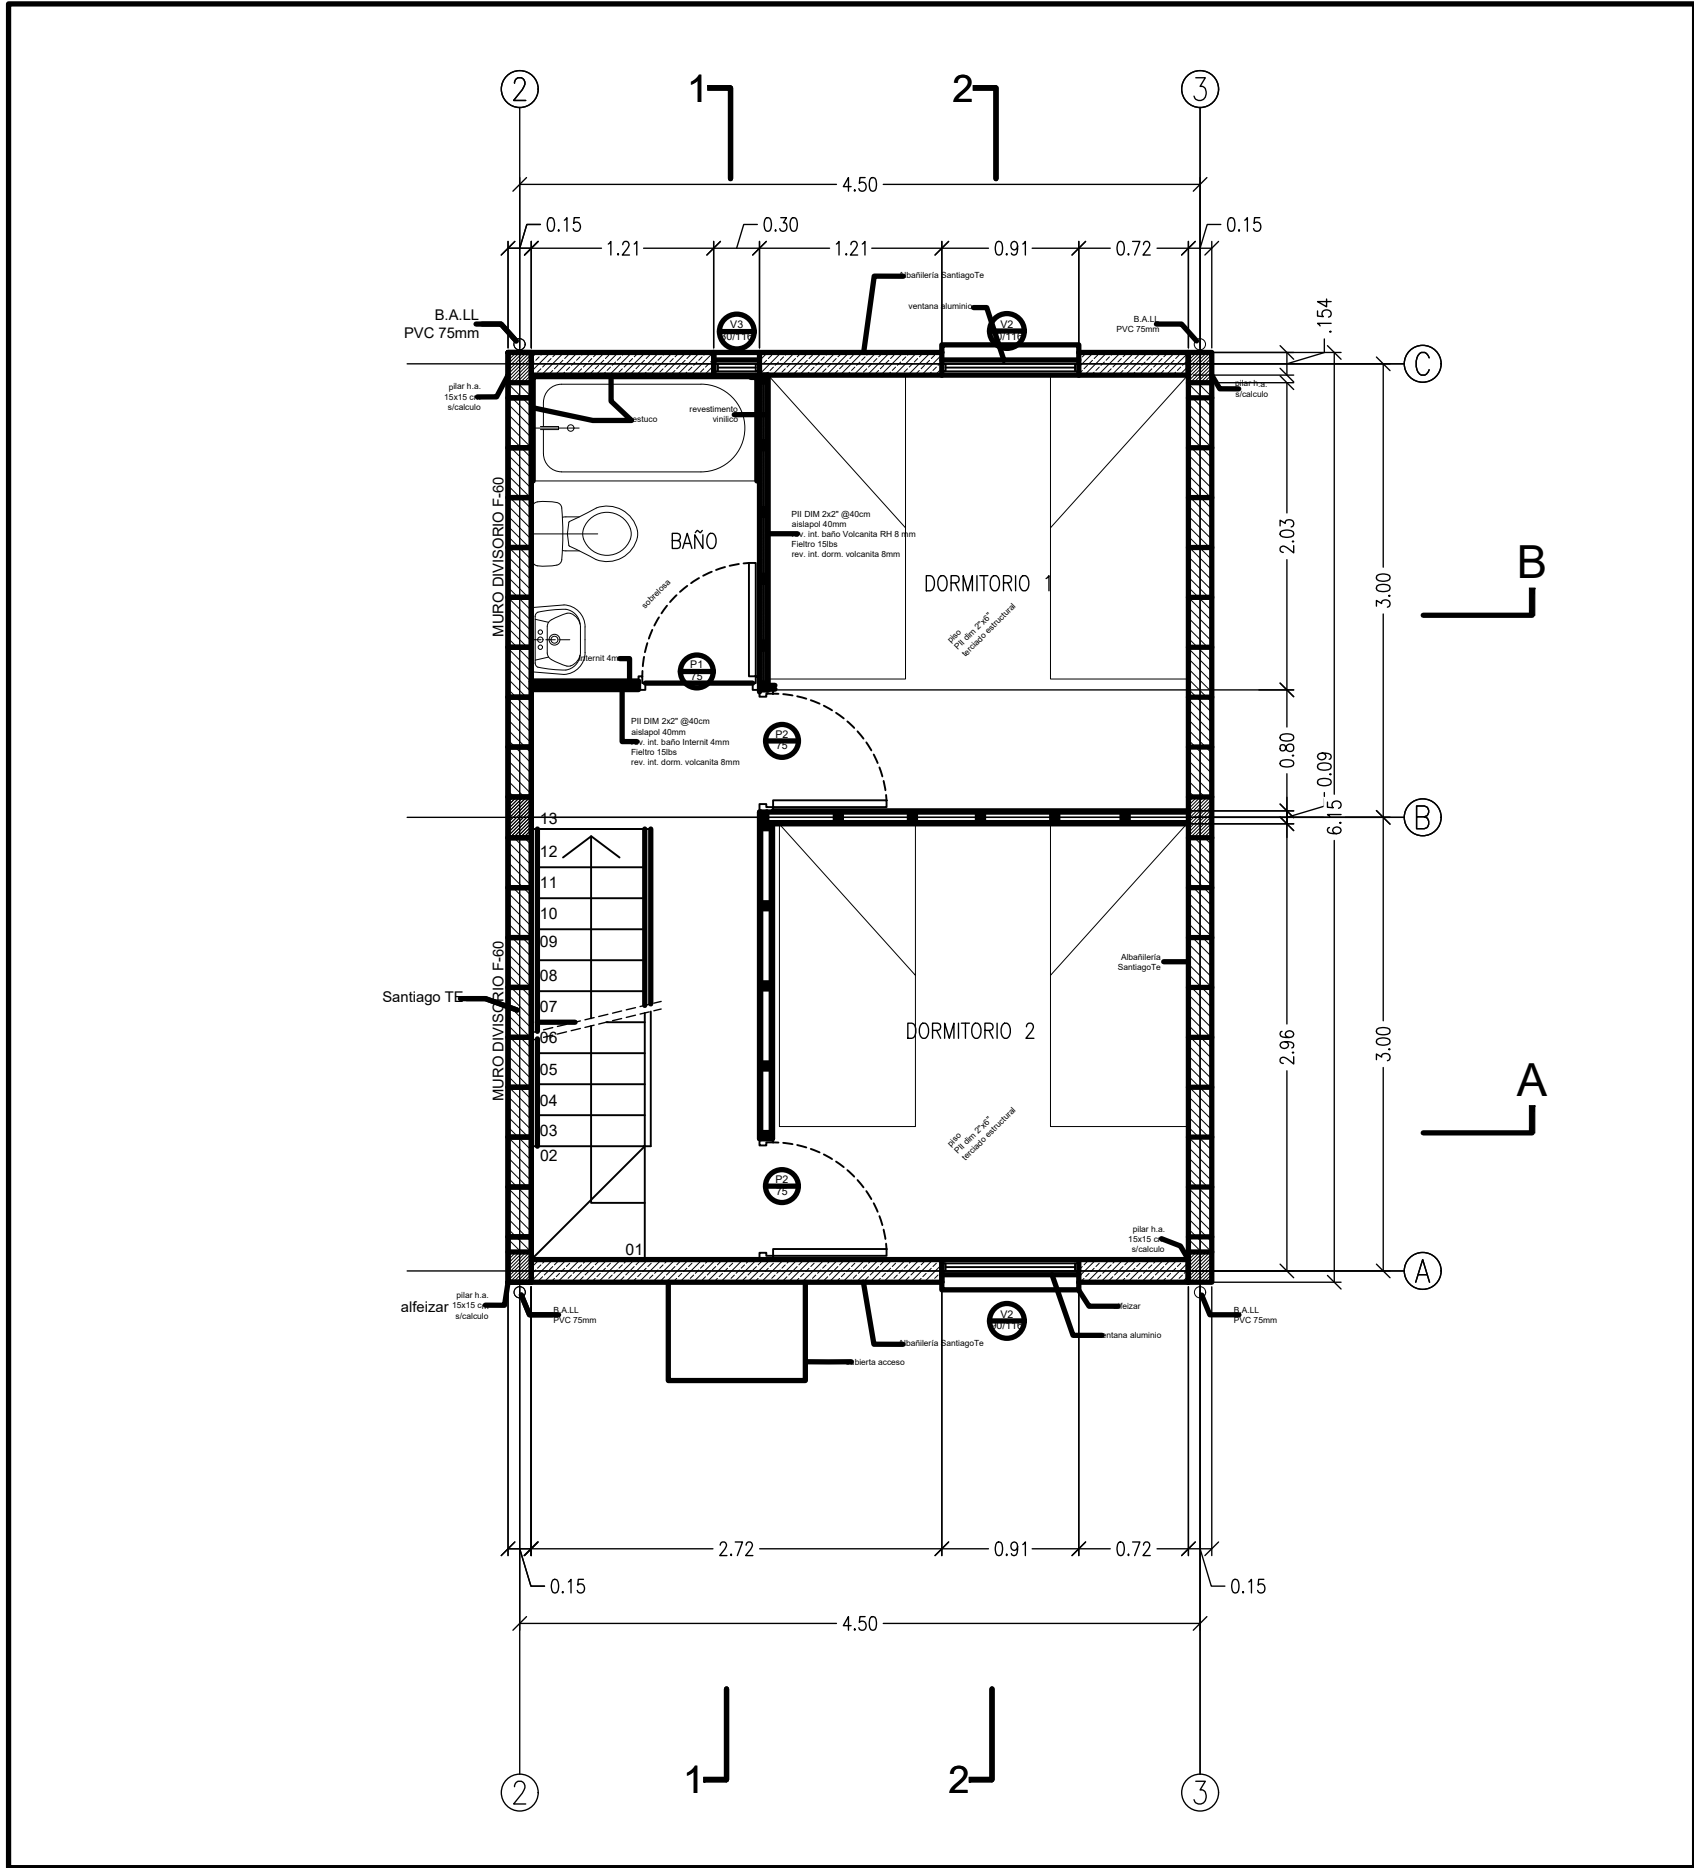 2
1
2
3
4.50
0.15
0.30
0.15
1.21
1.21
0.91
0.72
Albañilería SantiagoTe
ventana aluminio
B.A.LL
PVC 75mm
V3
V2
B.A.LL
PVC 75mm
.154
C
pilar h.a.
15x15 cm
s/calculo
estuco
revestimento
vinilico
pilar h.a.
s/calculo
MURO DIVISORIO F-60
PII DIM 2x2" @40cm
aislapol 40mm
rev. int. baño Volcanita RH 8 mm
Fieltro 15lbs
rev. int. dorm. volcanita 8mm
BAÑO
sobrelosa
DORMITORIO 1
piso
PII dim 2"x6"
terciado estructural
2.03
3.00
B
Internit 4m
P1
75
PII DIM 2x2" @40cm
aislapol 40mm
rev. int. baño Internit 4mm
Fieltro 15lbs
rev. int. dorm. volcanita 8mm
P2
75
0.80
0.09
6.15
B
13
12
11
10
09
08
07
06
05
04
03
02
01
MURO DIVISORIO F-60
Santiago TE
Albañilería
SantiagoTe
DORMITORIO 2
piso
PII dim 2"x6"
terciado estructural
2.96
3.00
A
P2
75
pilar h.a.
15x15 c
s/calculo
A
alfeizar
pilar h.a.
15x15 c
s/calculo
B.A.LL
PVC 75mm
V2
alfeizar
ventana aluminio
B.A.LL
PVC 75mm
Albañilería SantiagoTe
cubierta acceso
2.72
0.91
0.72
0.15
0.15
4.50
1
2
2
3